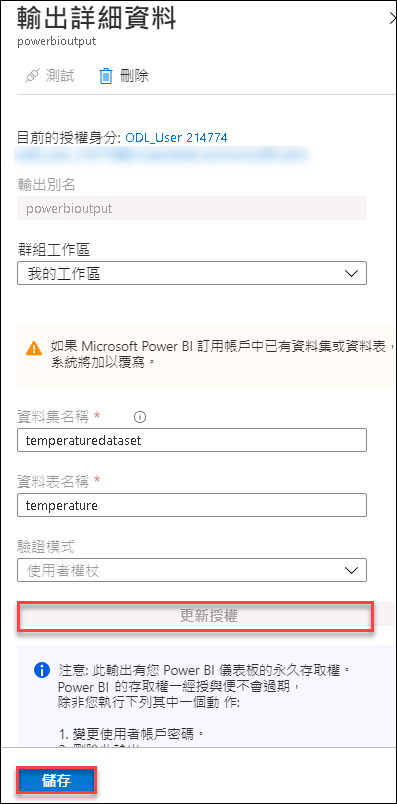 輸出詳細資料
powerbioutput
測試 刪除
目前的授權身分: ODL_User 214774
輸出別名
powerbioutput
群組工作區
我的工作區
如果 Microsoft Power BI 訂用帳戶中已有資料集或資料表，
系統將加以覆寫。
資料集名稱 *
temperaturedataset
資料表名稱 *
temperature
驗證模式
使用者權杖
更新授權
注意: 此輸出有您 Power BI 儀表板的永久存取權。
Power BI 的存取權一經授與便不會過期，
除非您執行下列其中一個動 作:
1. 變更使用者帳戶密碼。
儲存